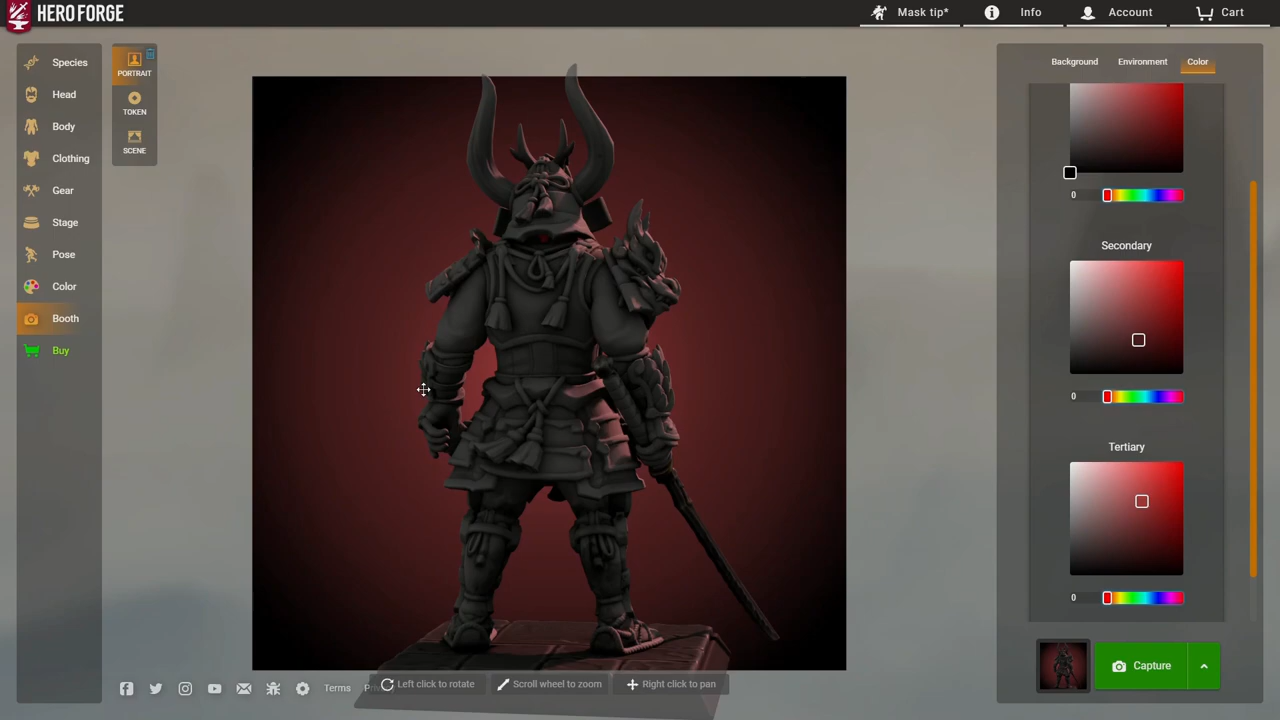 HERO FORGE
Mask tip*
Info
Account
Cart
Species
Head
Body
Clothing
Gear
Stage
Pose
Color
Booth
Buy
PORTRAIT
TOKEN
SCENE
Background
Environment
Color
0
Secondary
0
Tertiary
0
Capture
Terms
Left click to rotate
Scroll wheel to zoom
Right click to pan